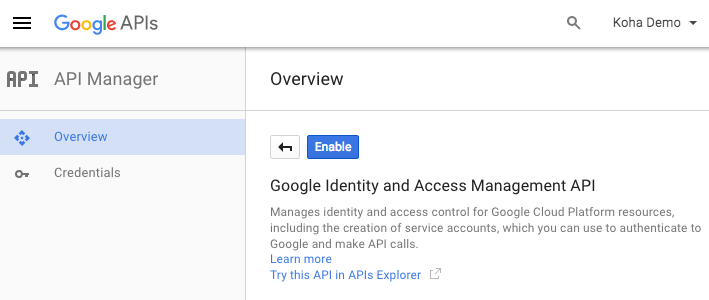 Google APIs
Koha Demo
API API Manager
Overview
Overview
Credentials
Enable
Google Identity and Access Management API
Manages identity and access control for Google Cloud Platform resources,
including the creation of service accounts, which you can use to authenticate to
Google and make API calls.
Learn more
Try this API in APIs Explorer